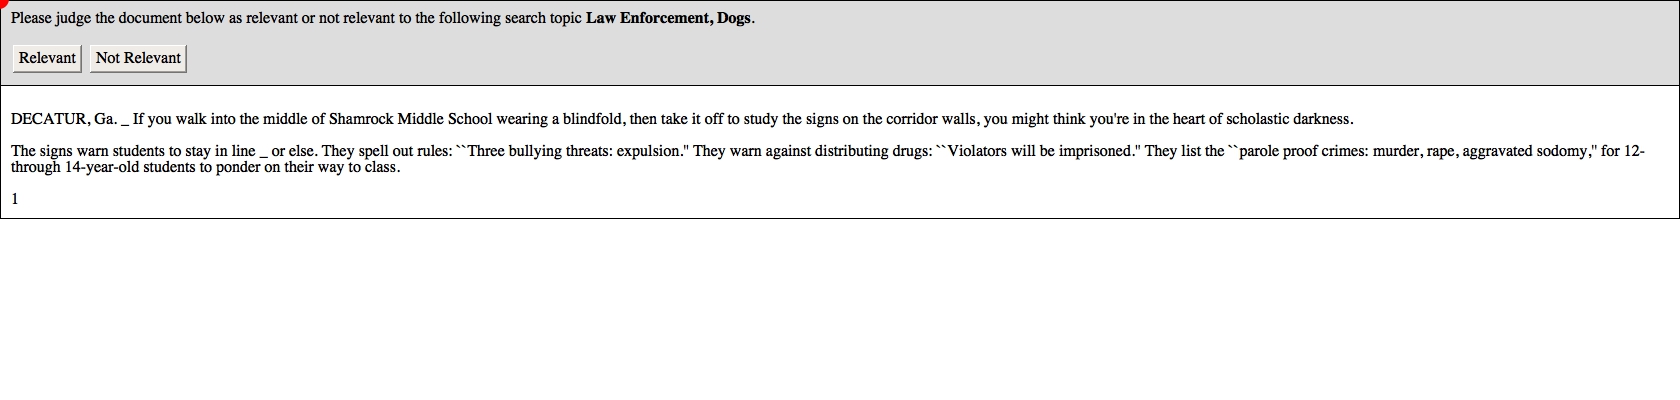 Please judge the document below as relevant or not relevant to the following search topic Law Enforcement, Dogs.
Relevant Not Relevant
DECATUR, Ga. _ If you walk into the middle of Shamrock Middle School wearing a blindfold, then take it off to study the signs on the corridor walls, you might think you're in the heart of scholastic darkness.
The signs warn students to stay in line _ or else. They spell out rules: ``Three bullying threats: expulsion.'' They warn against distributing drugs: ``Violators will be imprisoned.'' They list the ``parole proof crimes: murder, rape, aggravated sodomy,'' for 12-
through 14-year-old students to ponder on their way to class.
1